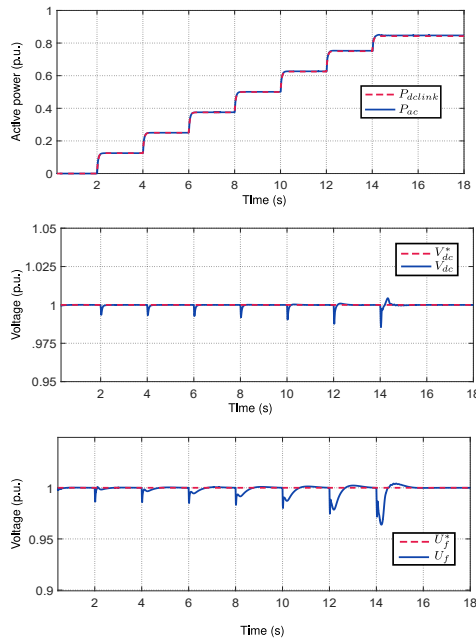 Active power (p.u.)
1
0.8
0.6
0.4
0.2
0
P_dclink
P_ac
2 4 6 8 10 12 14 16 18
Time (s)
Voltage (p.u.)
1.05
1.025
1
.975
0.95
V*_dc
V_dc
2 4 6 8 10 12 14 16 18
Time (s)
Voltage (p.u.)
1
0.95
0.9
U*_f
U_f
2 4 6 8 10 12 14 16 18
Time (s)